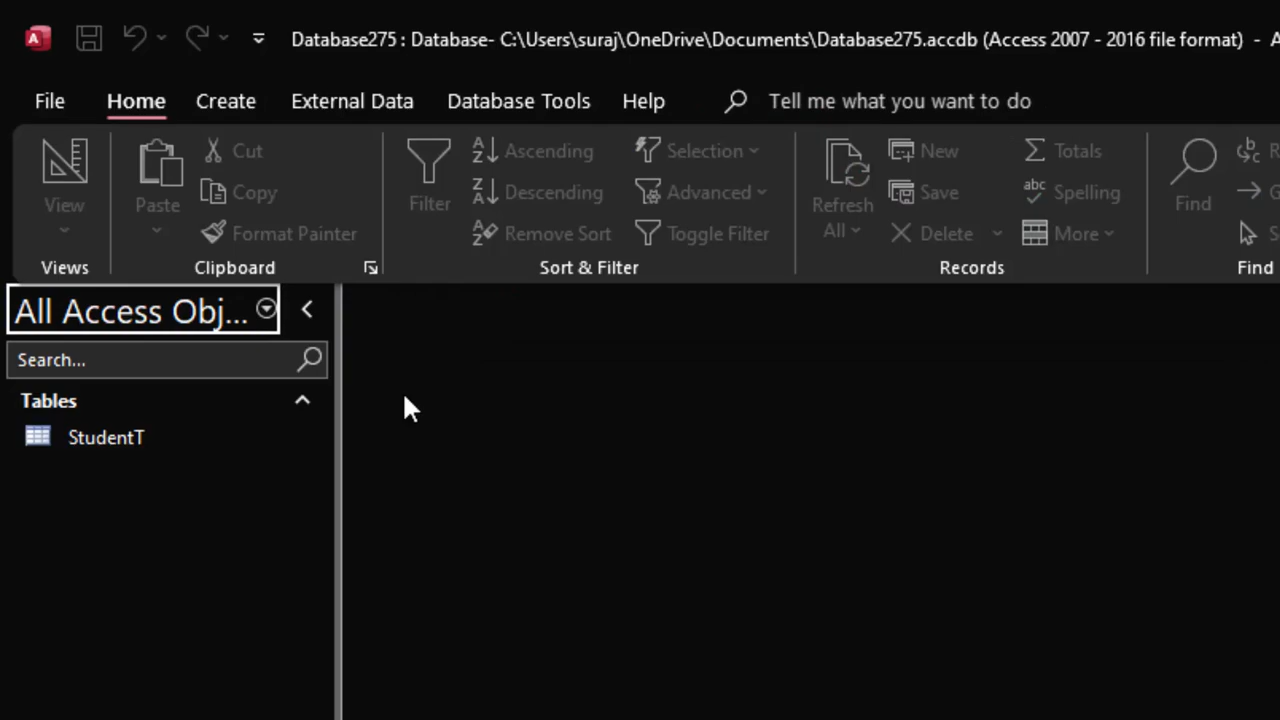 Database275 : Database- C:\Users\suraj\OneDrive\Documents\Database275.accdb (Access 2007 - 2016 file format) -
File Home Create External Data Database Tools Help Tell me what you want to do
View
Views
Paste
Cut
Copy
Format Painter
Clipboard
Filter
Ascending
Descending
Remove Sort
Selection
Advanced
Toggle Filter
Sort & Filter
Refresh
All
New
Save
Delete
Totals
Spelling
More
Records
Find
Find
All Access Obj...
Search...
Tables
StudentT